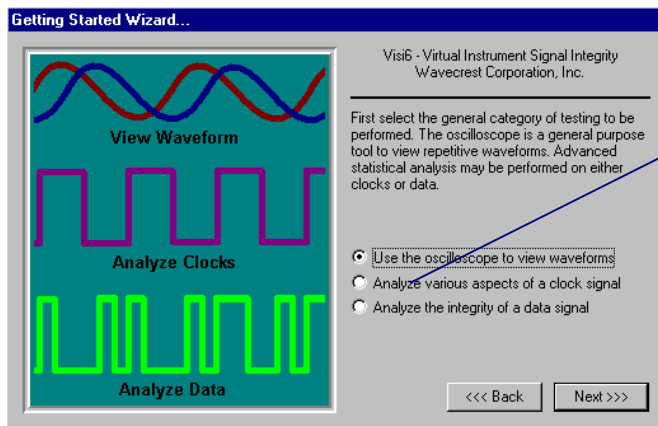 Getting Started Wizard...
View Waveform
Analyze Clocks
Analyze Data
Visi6 - Virtual Instrument Signal Integrity
Wavecrest Corporation, Inc.
First select the general category of testing to be
performed. The oscilloscope is a general purpose
tool to view repetitive waveforms. Advanced
statistical analysis may be performed on either
clocks or data.
Use the oscilloscope to view waveforms
Analyze various aspects of a clock signal
Analyze the integrity of a data signal
<<< Back
Next >>>